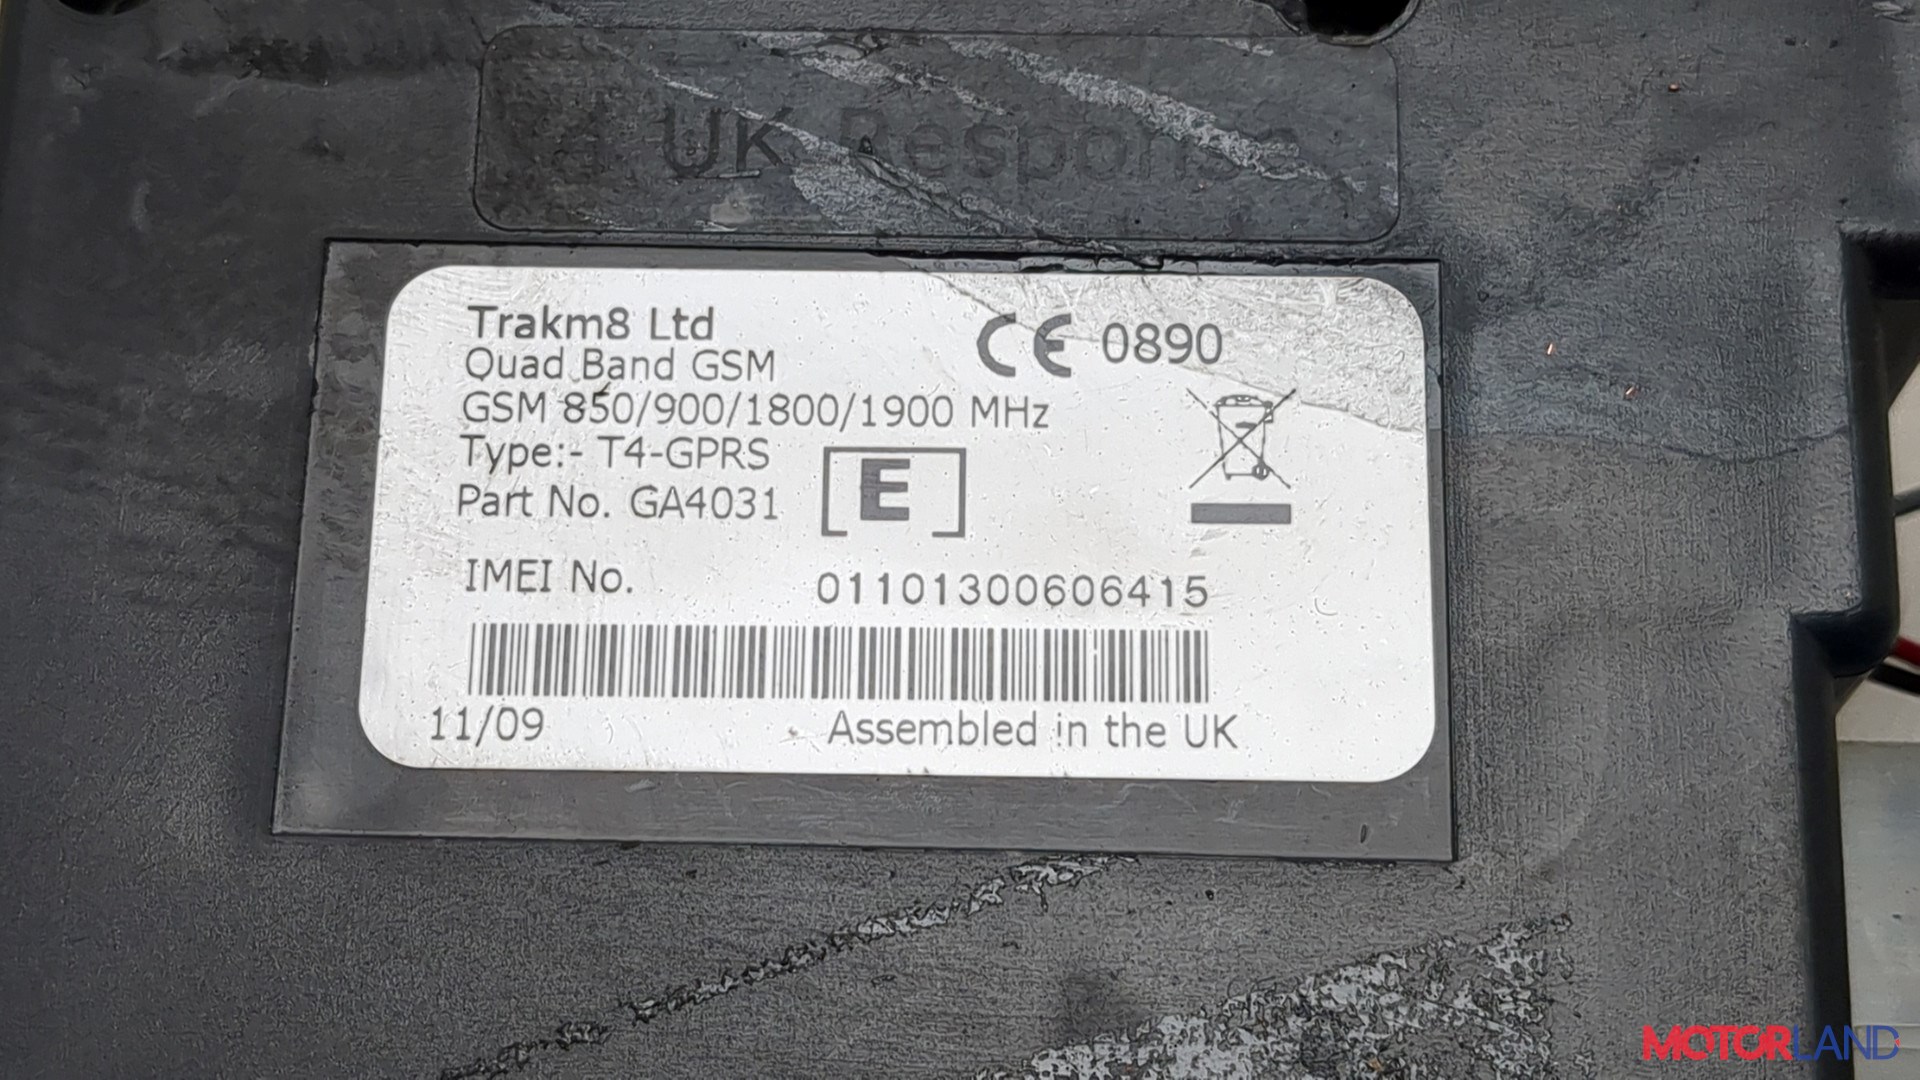 UK Response
Trakm8 Ltd
Quad Band GSM
GSM 850/900/1800/1900 MHz
Type:- T4-GPRS
Part No. GA4031
[E]
CE 0890
IMEI No. 01101300606415
11/09 Assembled in the UK
MOTORLAND